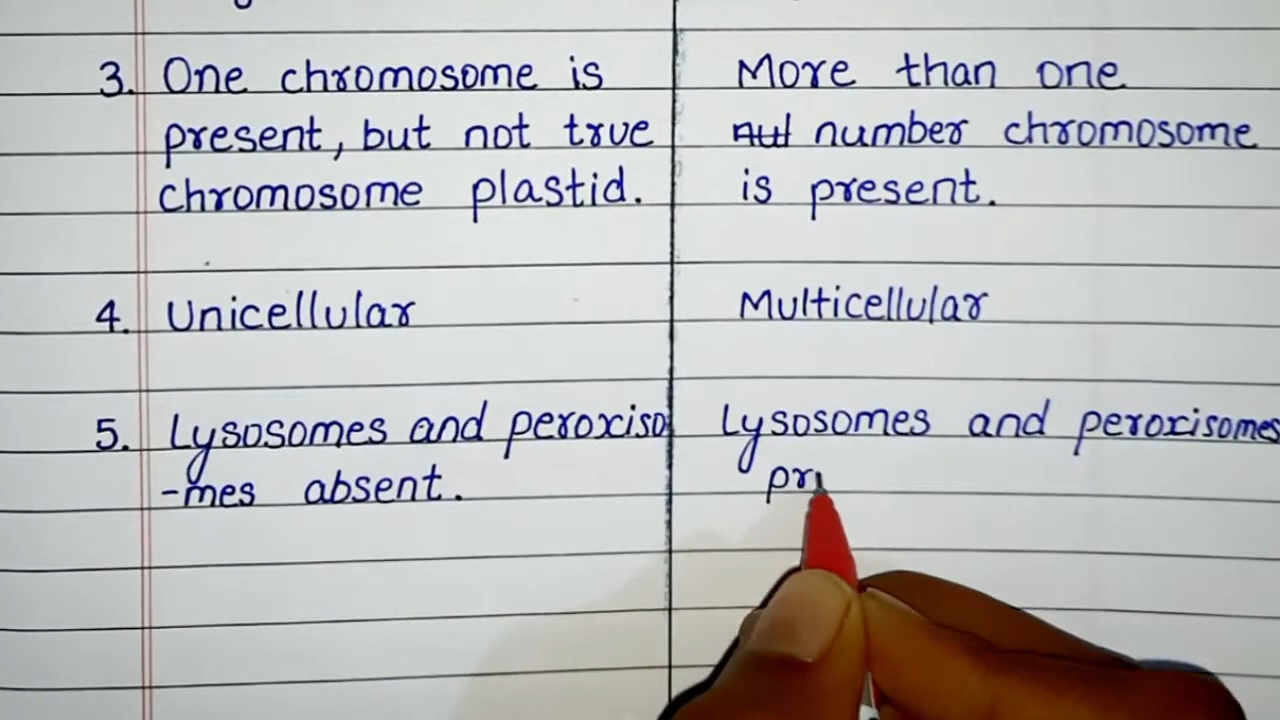 3. One chromosome is
present, but not true
chromosome plastid.
More than one
number chromosome
is present.
4. Unicellular
Multicellular
5. Lysosomes and peroxiso
-mes absent.
Lysosomes and peroxisomes
pr